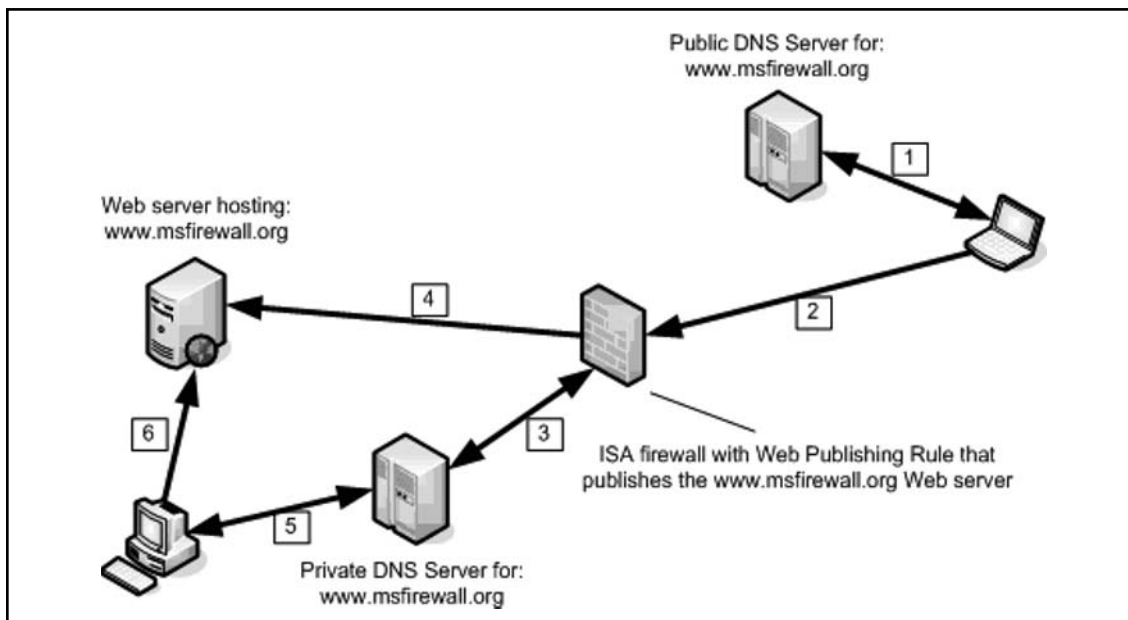 Public DNS Server for:
www.msfirewall.org
1
Web server hosting:
www.msfirewall.org
4
2
6
3
5
ISA firewall with Web Publishing Rule that
publishes the www.msfirewall.org Web server
Private DNS Server for:
www.msfirewall.org